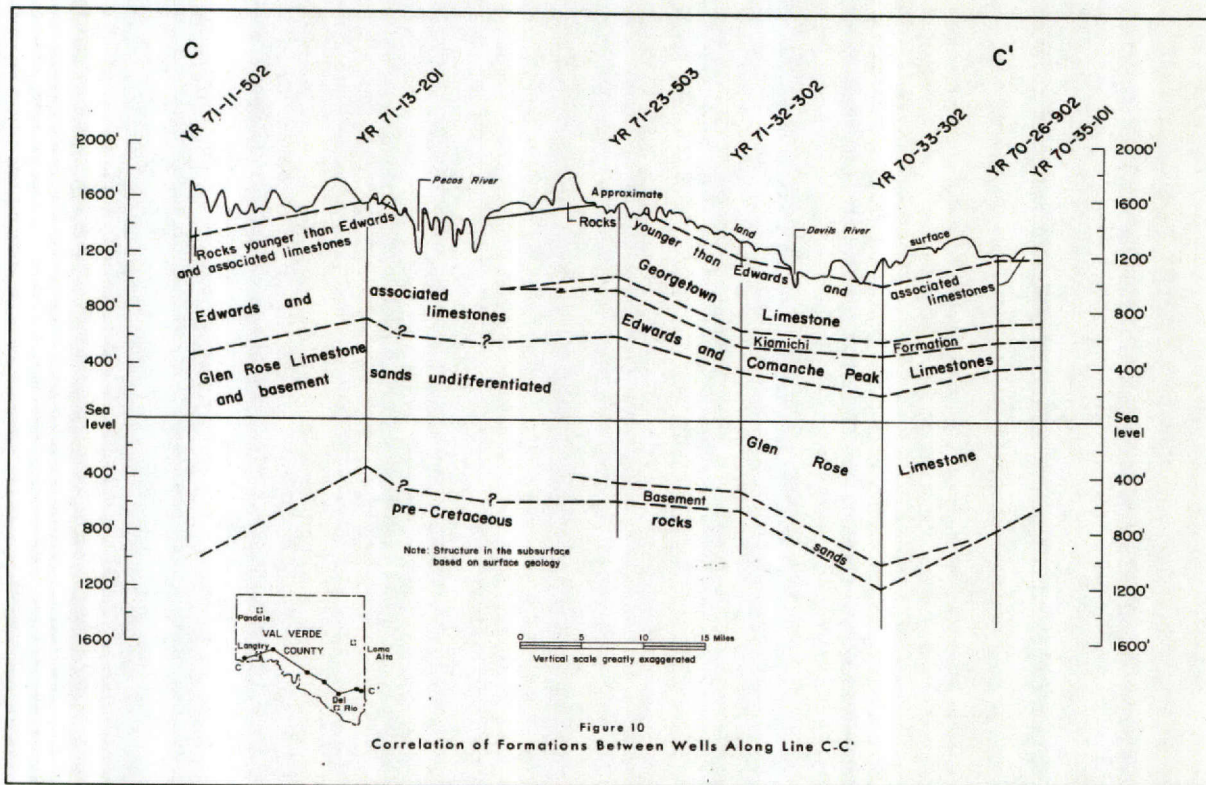 C
C'
YR 71-11-502
YR 71-13-201
YR 71-23-503
YR 71-32-302
YR 70-33-302
YR 70-26-902
YR 70-35-101
2000'
1600'
1200'
800'
400'
Sea
level
400'
800'
1200'
1600'
2000'
1600'
1200'
800'
400'
Sea
level
400'
800'
1200'
1600'
Pecos River
Approximate
land
Devils River
surface
Rocks younger than Edwards
and associated limestones
Rocks
younger than Edwards and
associated
limestones
Edwards and
associated
limestones
Georgetown
Limestone
Kiamichi
Formation
Edwards and
Comanche Peak
Limestones
Glen Rose Limestone
and basement
sands undifferentiated
?
?
Glen Rose
Limestone
?
?
pre-Cretaceous
rocks
Basement
sands
Note: Structure in the subsurface
based on surface geology
Pandale
VAL VERDE
COUNTY
Langtry
Loma
Alta
C
C'
Del
Rio
0 5 10 15 Miles
Vertical scale greatly exaggerated
Figure 10
Correlation of Formations Between Wells Along Line C-C'